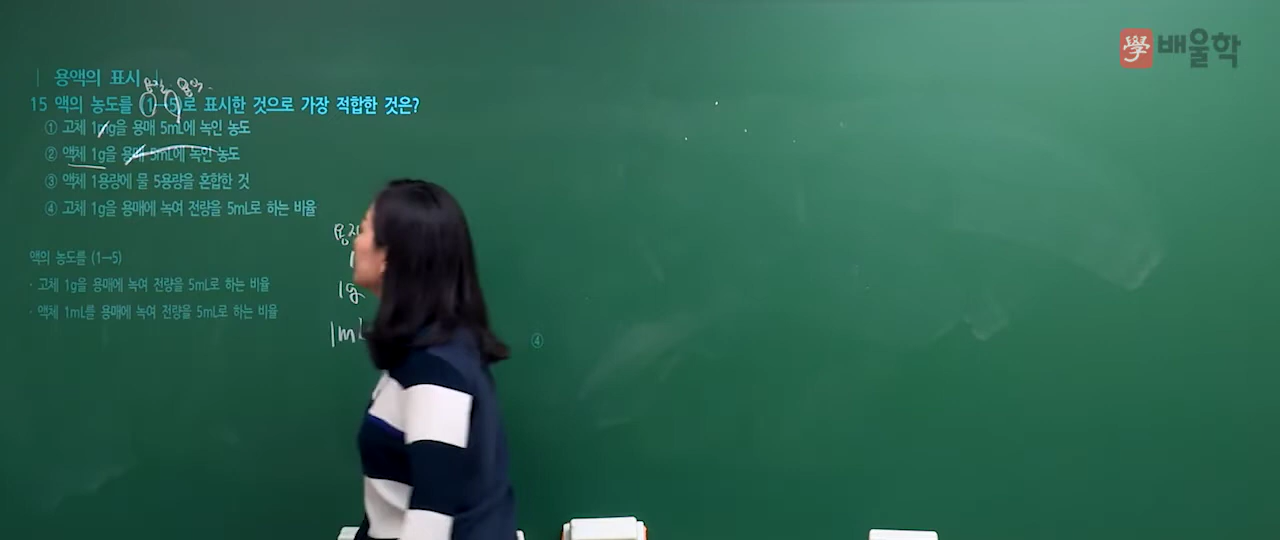 學 배울학
용액의 표시
15 액의 농도를 (1→5)로 표시한 것으로 가장 적합한 것은?
① 고체 1mg을 용매 5mL에 녹인 농도
② 액체 1g을 용매 5mL에 녹인 농도
③ 액체 1용량에 물 5용량을 혼합한 것
④ 고체 1g을 용매에 녹여 전량을 5mL로 하는 비율
액의 농도를 (1→5)
· 고체 1g을 용매에 녹여 전량을 5mL로 하는 비율
· 액체 1mL를 용매에 녹여 전량을 5mL로 하는 비율
1
1g
1mL
④